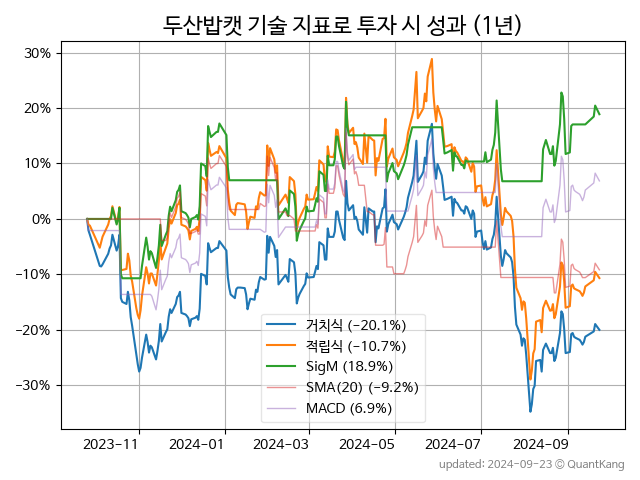 두산밥캣 기술 지표로 투자 시 성과 (1년)
30%
20%
10%
0%
−10%
−20%
−30%
거치식 (−20.1%)
적립식 (−10.7%)
SigM (18.9%)
SMA(20) (−9.2%)
MACD (6.9%)
2023-11
2024-01
2024-03
2024-05
2024-07
2024-09
updated: 2024-09-23 © QuantKang